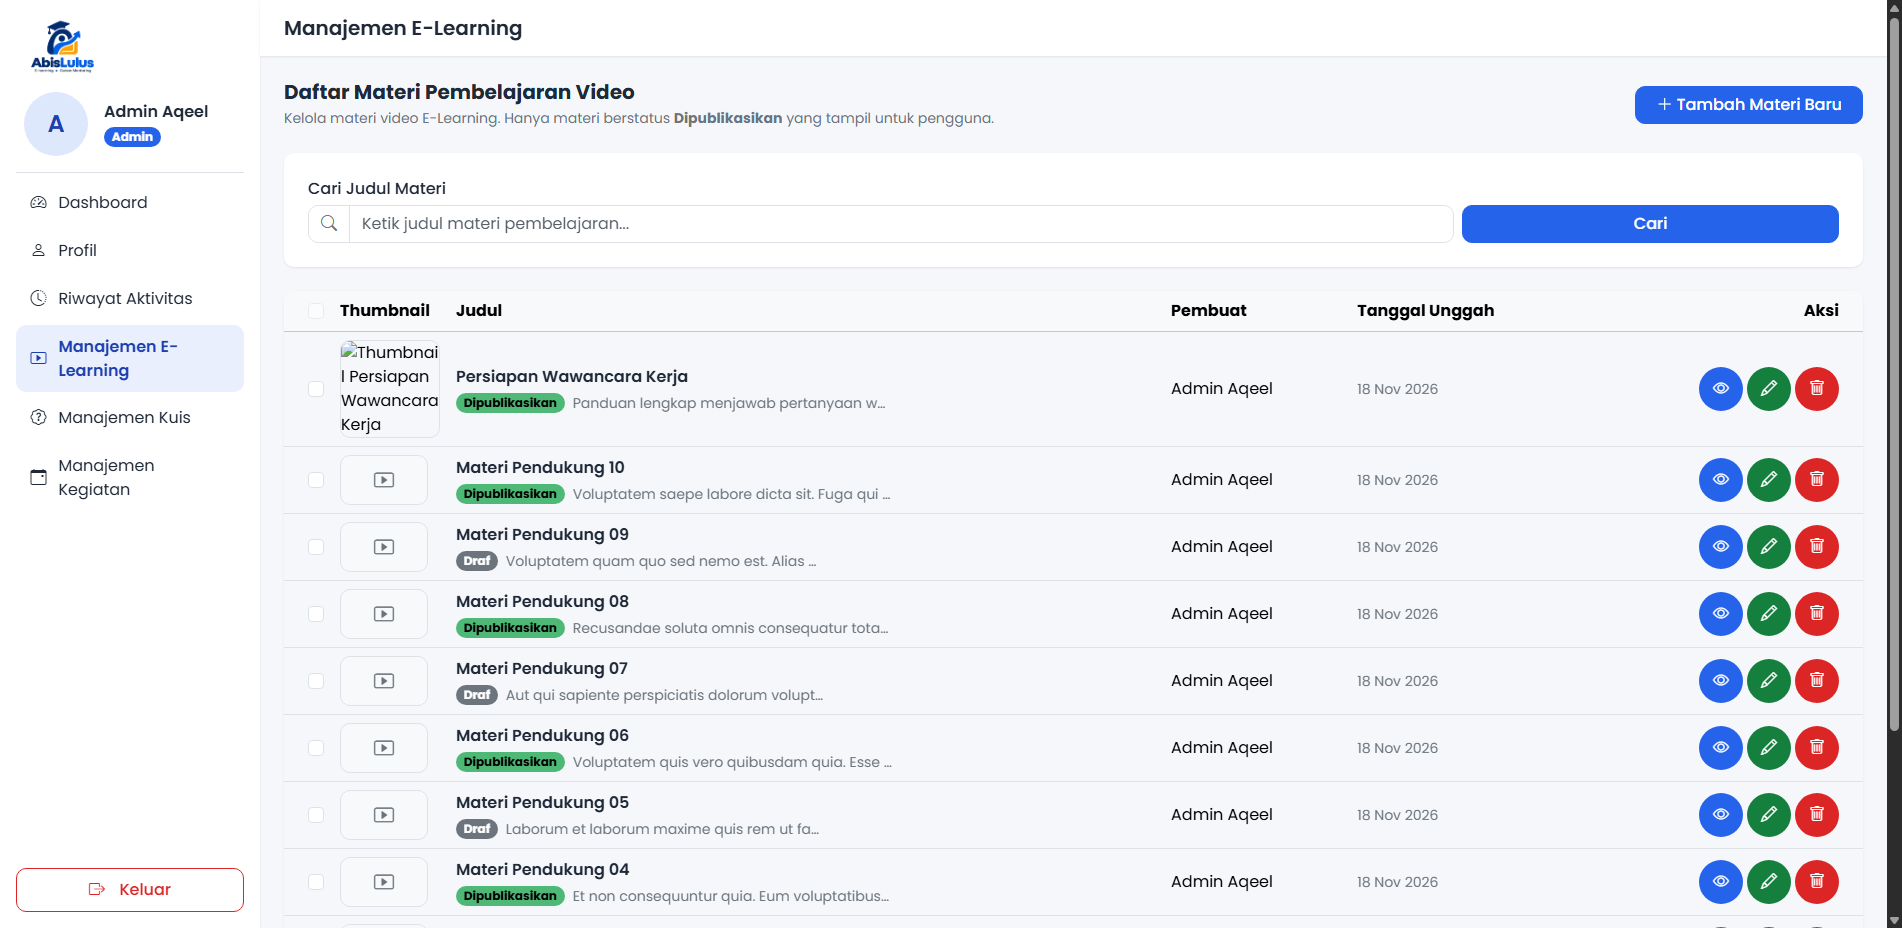 AbisLulus
Manajemen E-Learning
A
Admin Aqeel
Admin
Dashboard
Profil
Riwayat Aktivitas
Manajemen E-
Learning
Manajemen Kuis
Manajemen
Kegiatan
Keluar
Daftar Materi Pembelajaran Video
Kelola materi video E-Learning. Hanya materi berstatus Dipublikasikan yang tampil untuk pengguna.
+ Tambah Materi Baru
Cari Judul Materi
Ketik judul materi pembelajaran...
Cari
Thumbnail Judul Pembuat Tanggal Unggah Aksi
Thumbnai
l Persiapan
Wawancara
Kerja
Persiapan Wawancara Kerja
Dipublikasikan Panduan lengkap menjawab pertanyaan w...
Admin Aqeel 18 Nov 2026
Materi Pendukung 10
Dipublikasikan Voluptatem saepe labore dicta sit. Fuga qui ...
Admin Aqeel 18 Nov 2026
Materi Pendukung 09
Draf Voluptatem quam quo sed nemo est. Alias ...
Admin Aqeel 18 Nov 2026
Materi Pendukung 08
Dipublikasikan Recusandae soluta omnis consequatur tota...
Admin Aqeel 18 Nov 2026
Materi Pendukung 07
Draf Aut qui sapiente perspiciatis dolorum volupt...
Admin Aqeel 18 Nov 2026
Materi Pendukung 06
Dipublikasikan Voluptatem quis vero quibusdam quia. Esse ...
Admin Aqeel 18 Nov 2026
Materi Pendukung 05
Draf Laborum et laborum maxime quis rem ut fa...
Admin Aqeel 18 Nov 2026
Materi Pendukung 04
Dipublikasikan Et non consequuntur quia. Eum voluptatibus...
Admin Aqeel 18 Nov 2026